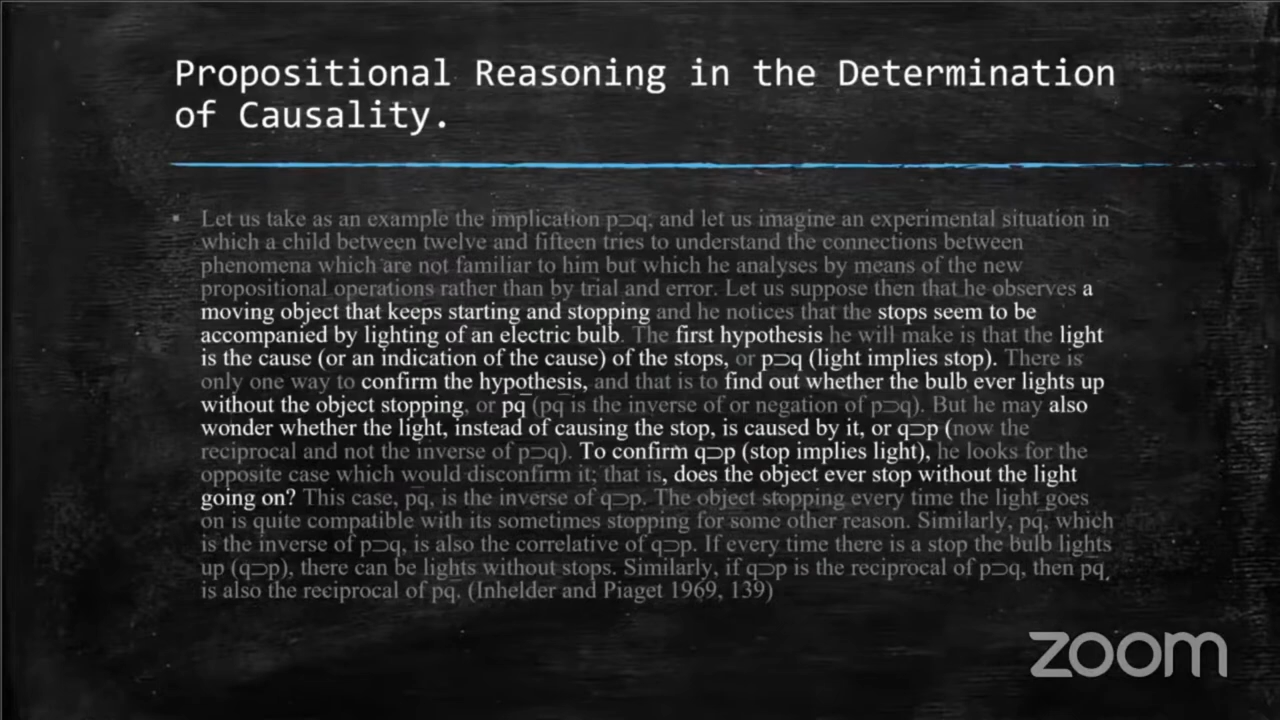 Propositional Reasoning in the Determination
of Causality.
▪ Let us take as an example the implication p⊃q, and let us imagine an experimental situation in
which a child between twelve and fifteen tries to understand the connections between
phenomena which are not familiar to him but which he analyses by means of the new
propositional operations rather than by trial and error. Let us suppose then that he observes a
moving object that keeps starting and stopping and he notices that the stops seem to be
accompanied by lighting of an electric bulb. The first hypothesis he will make is that the light
is the cause (or an indication of the cause) of the stops, or p⊃q (light implies stop). There is
only one way to confirm the hypothesis, and that is to find out whether the bulb ever lights up
without the object stopping, or pq̅ (pq̅ is the inverse of or negation of p⊃q). But he may also
wonder whether the light, instead of causing the stop, is caused by it, or q⊃p (now the
reciprocal and not the inverse of p⊃q). To confirm q⊃p (stop implies light), he looks for the
opposite case which would disconfirm it; that is, does the object ever stop without the light
going on? This case, p̅q, is the inverse of q⊃p. The object stopping every time the light goes
on is quite compatible with its sometimes stopping for some other reason. Similarly, pq̅, which
is the inverse of p⊃q, is also the correlative of q⊃p. If every time there is a stop the bulb lights
up (q⊃p), there can be lights without stops. Similarly, if q⊃p is the reciprocal of p⊃q, then p̅q,
is also the reciprocal of pq̅. (Inhelder and Piaget 1969, 139)
zoom